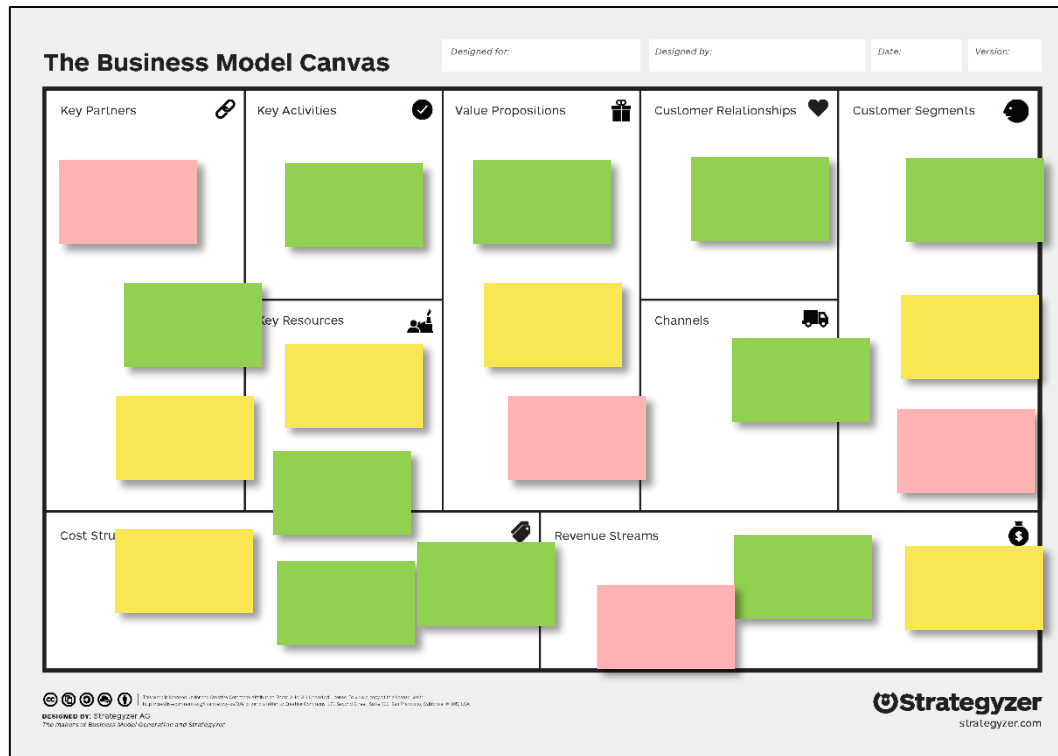 The Business Model Canvas
Designed for:
Designed by:
Date:
Version:
Key Partners
Key Activities
Value Propositions
Customer Relationships
Customer Segments
Key Resources
Channels
Cost Stru
Revenue Streams
DESIGNED BY: Strategyzer AG
The makers of Business Model Generation and Strategyzer
Strategyzer
strategyzer.com